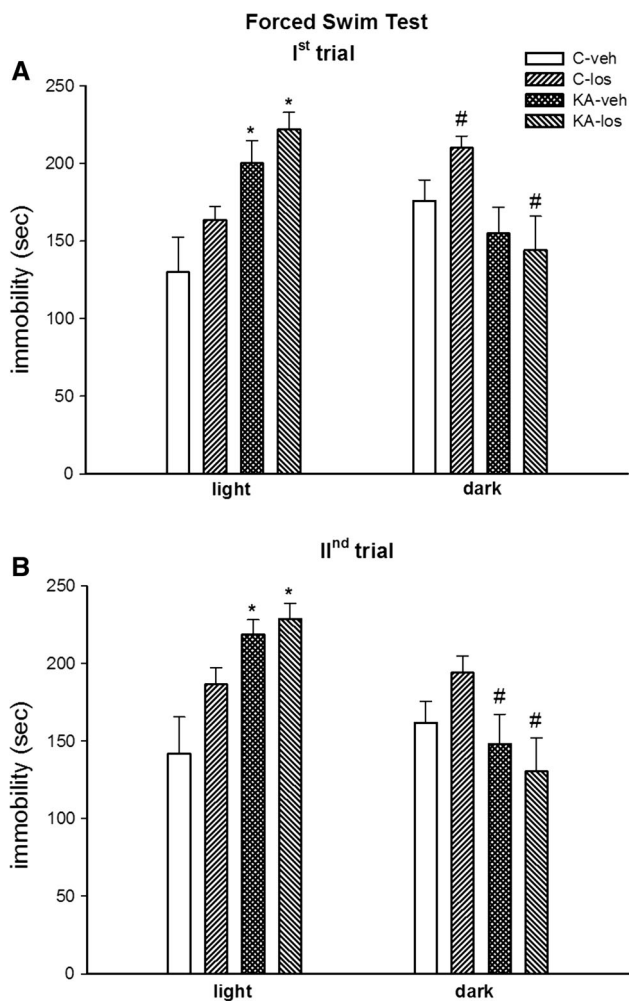 Forced Swim Test
Ist trial
A
C-veh
C-los
KA-veh
KA-los
250
200
150
100
50
0
immobility (sec)
* *
# #
light dark
IInd trial
B
250
200
150
100
50
0
immobility (sec)
* *
# #
light dark